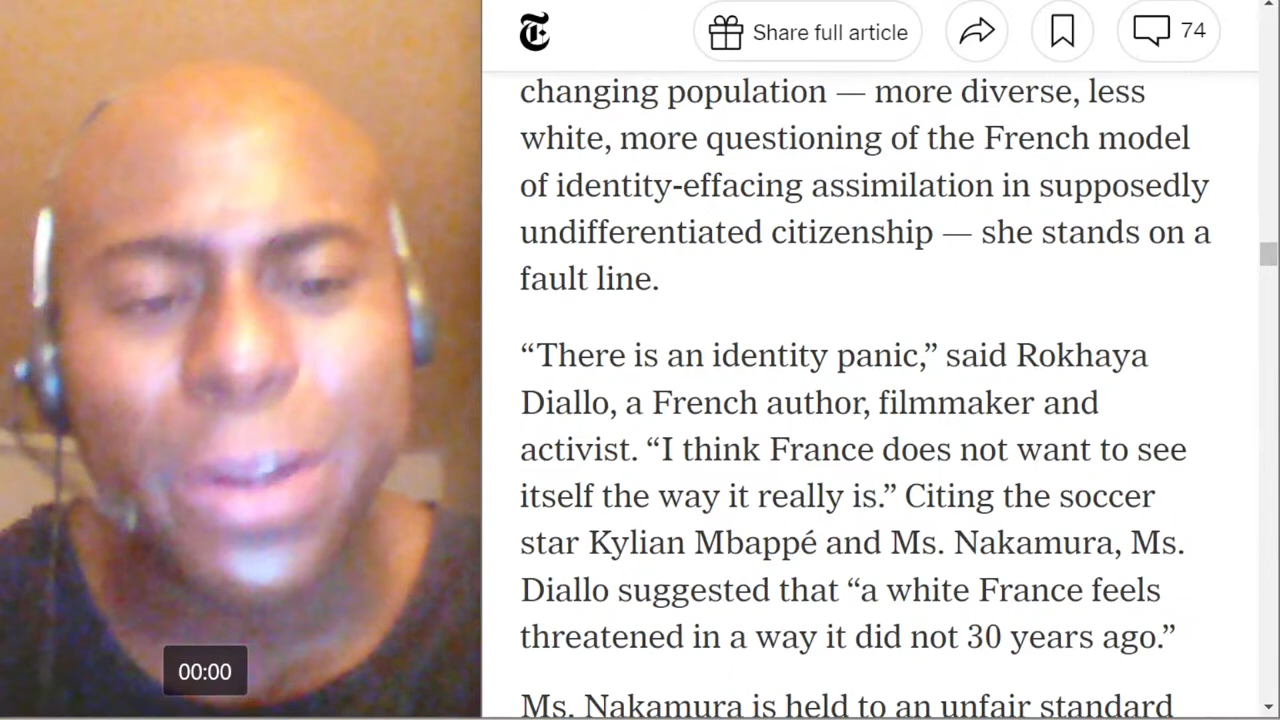 Share full article
74
changing population — more diverse, less
white, more questioning of the French model
of identity-effacing assimilation in supposedly
undifferentiated citizenship — she stands on a
fault line.
“There is an identity panic,” said Rokhaya
Diallo, a French author, filmmaker and
activist. “I think France does not want to see
itself the way it really is.” Citing the soccer
star Kylian Mbappé and Ms. Nakamura, Ms.
Diallo suggested that “a white France feels
threatened in a way it did not 30 years ago.”
Ms. Nakamura is held to an unfair standard
00:00